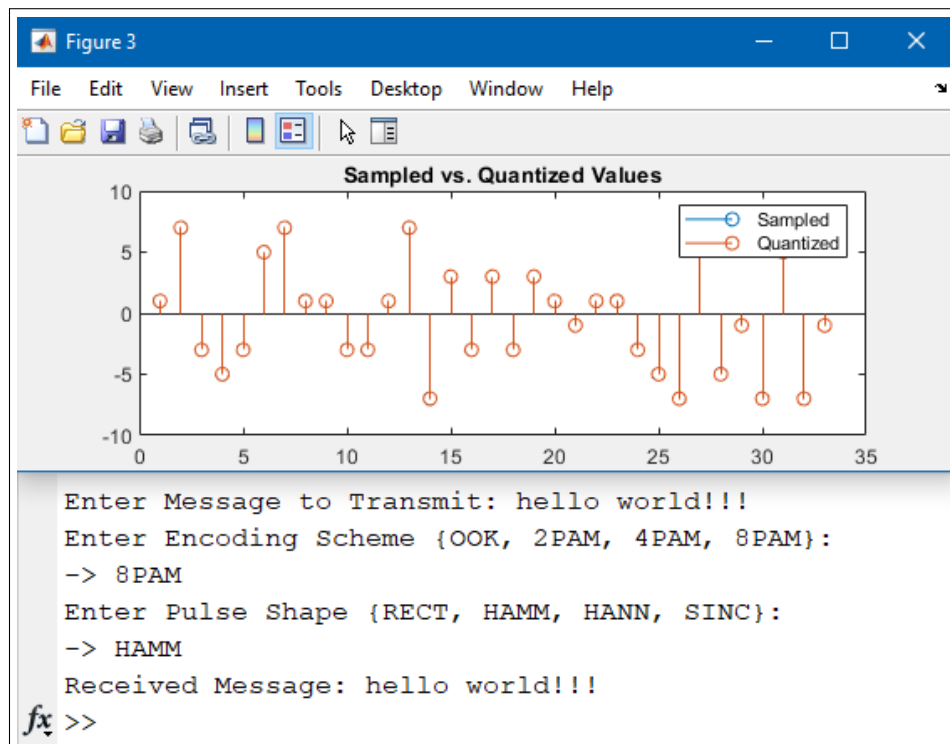 Figure 3
File Edit View Insert Tools Desktop Window Help
Sampled vs. Quantized Values
10
5
0
-5
-10
Sampled
Quantized
0 5 10 15 20 25 30 35
Enter Message to Transmit: hello world!!!
Enter Encoding Scheme {OOK, 2PAM, 4PAM, 8PAM}:
-> 8PAM
Enter Pulse Shape {RECT, HAMM, HANN, SINC}:
-> HAMM
Received Message: hello world!!!
fx >>